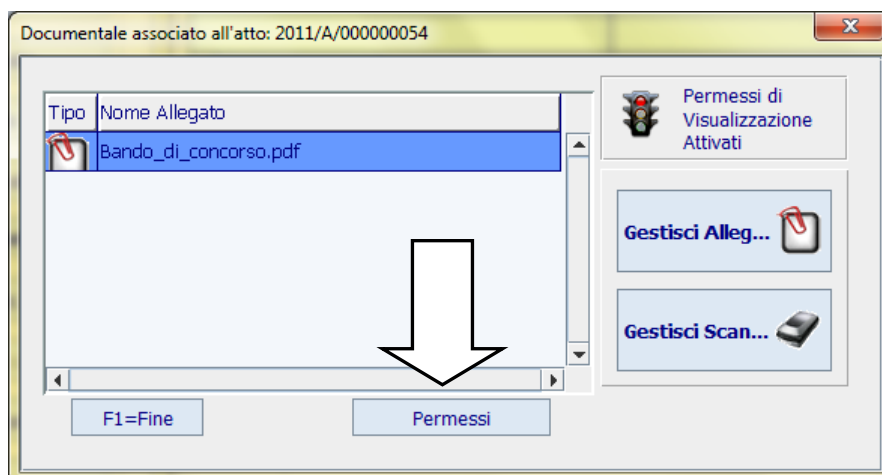 Documentale associato all'atto: 2011/A/000000054
Tipo Nome Allegato
Bando_di_concorso.pdf
Permessi di
Visualizzazione
Attivati
Gestisci Alleg...
Gestisci Scan...
F1=Fine
Permessi